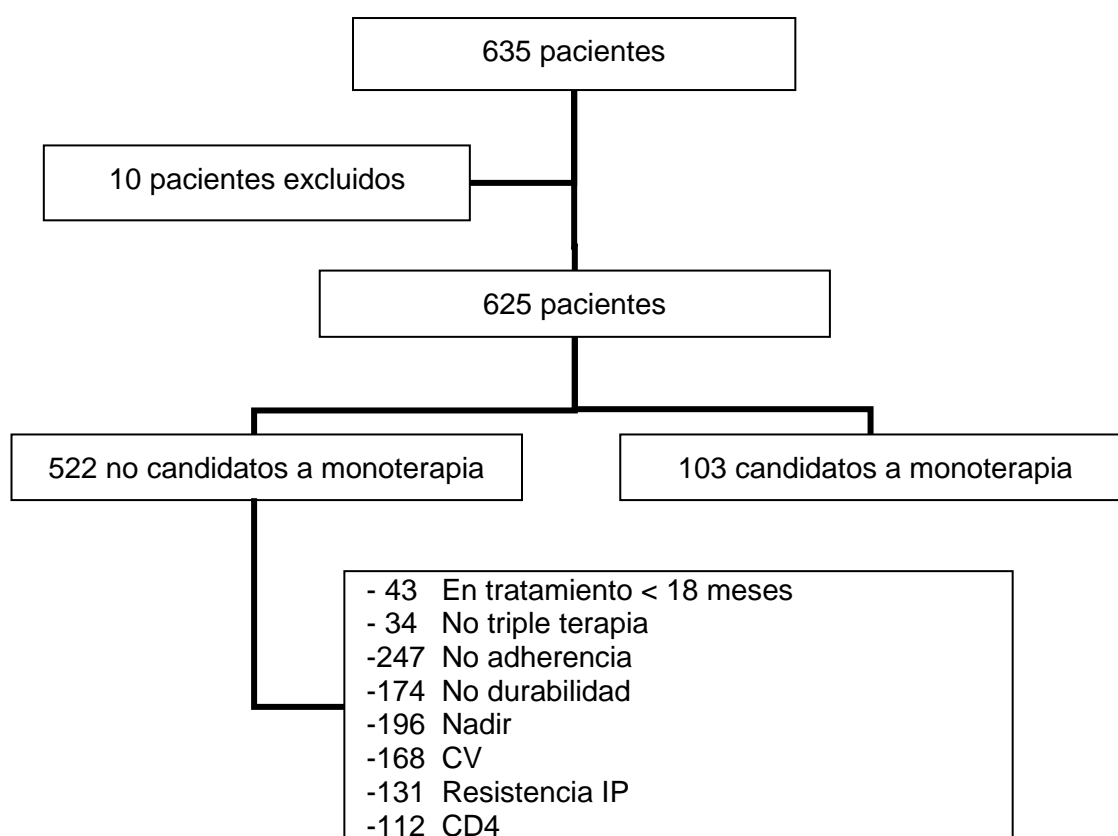 635 pacientes
10 pacientes excluidos
625 pacientes
522 no candidatos a monoterapia
103 candidatos a monoterapia
- 43 En tratamiento < 18 meses
- 34 No triple terapia
-247 No adherencia
-174 No durabilidad
-196 Nadir
-168 CV
-131 Resistencia IP
-112 CD4